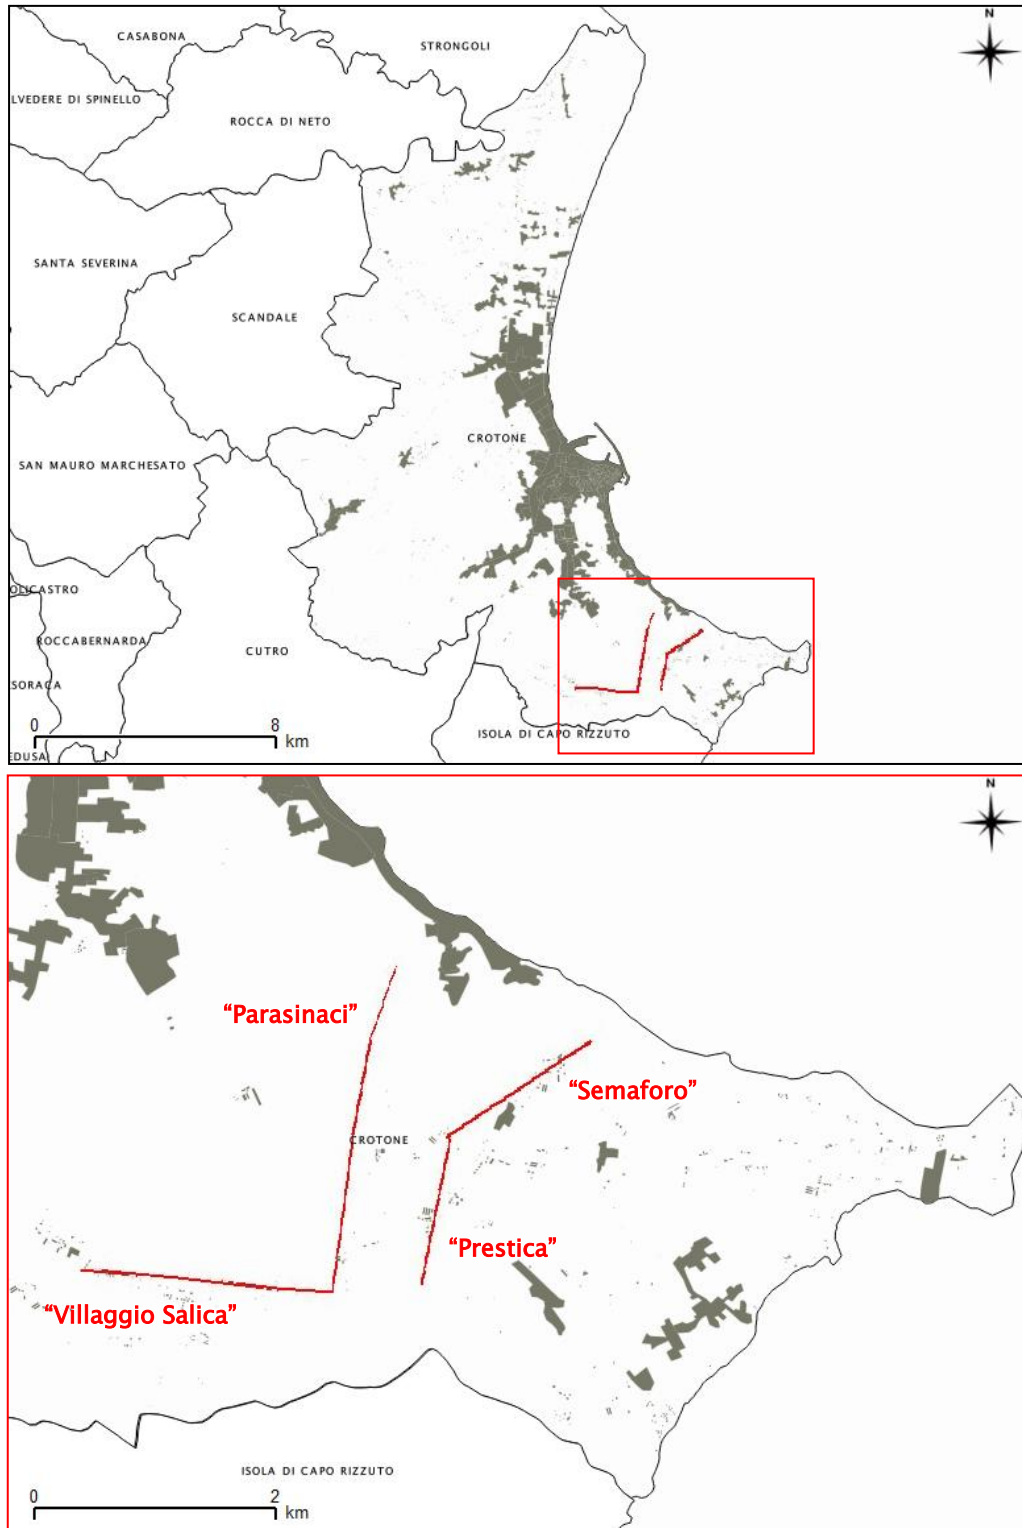 N
CASABONA
STRONGOLI
LVEDERE DI SPINELLO
ROCCA DI NETO
SANTA SEVERINA
SCANDALE
CROTONE
SAN MAURO MARCHESATO
OLICASTRO
ROCCABERNARDA
CUTRO
SORACA
0 8
km
ISOLA DI CAPO RIZZUTO
EDUSA
N
“Parasinaci”
“Semaforo”
CROTONE
“Prestica”
“Villaggio Salica”
ISOLA DI CAPO RIZZUTO
0 2
km